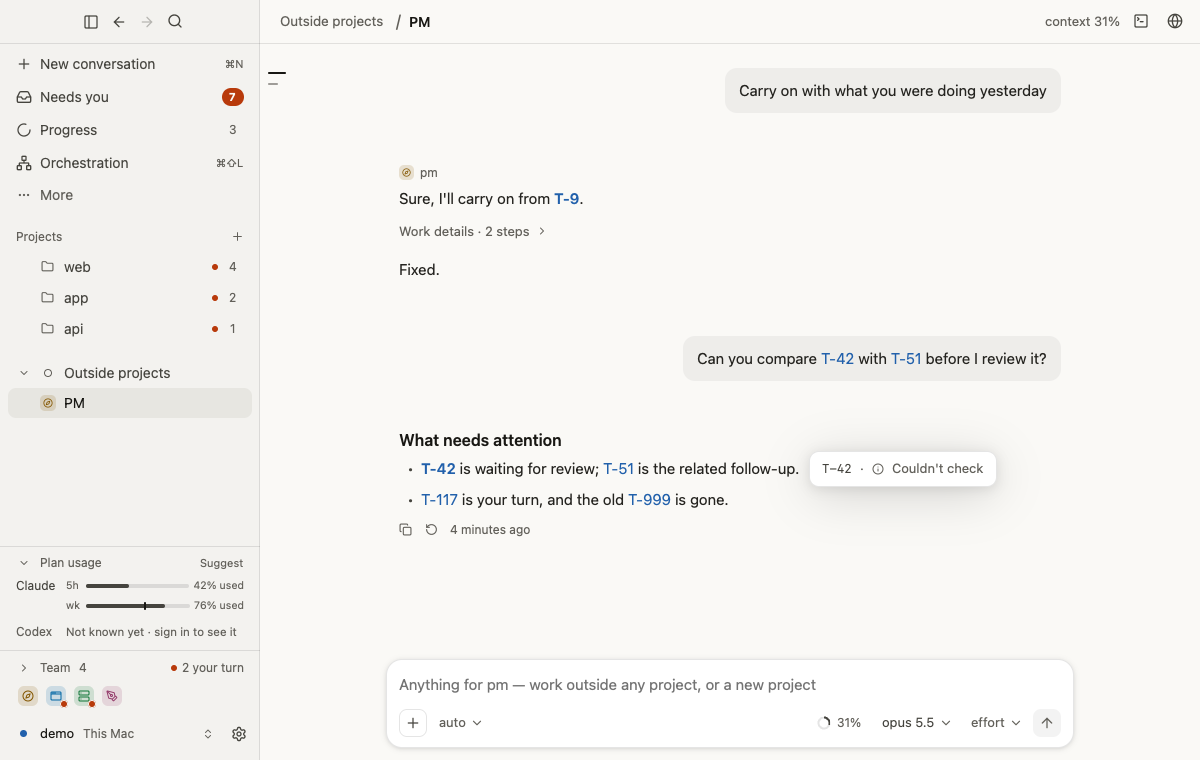 New conversation ⌘N
Needs you 7
Progress 3
Orchestration ⌘⇧L
More
Projects
web 4
app 2
api 1
Outside projects
PM
Plan usage Suggest
Claude 5h 42% used
wk 76% used
Codex Not known yet · sign in to see it
Team 4 2 your turn
demo This Mac
Outside projects / PM context 31%
Carry on with what you were doing yesterday
pm
Sure, I'll carry on from T-9.
Work details · 2 steps
Fixed.
Can you compare T-42 with T-51 before I review it?
What needs attention
• T-42 is waiting for review; T-51 is the related follow-up.
T-42 · Couldn't check
• T-117 is your turn, and the old T-999 is gone.
4 minutes ago
Anything for pm — work outside any project, or a new project
auto 31% opus 5.5 effort